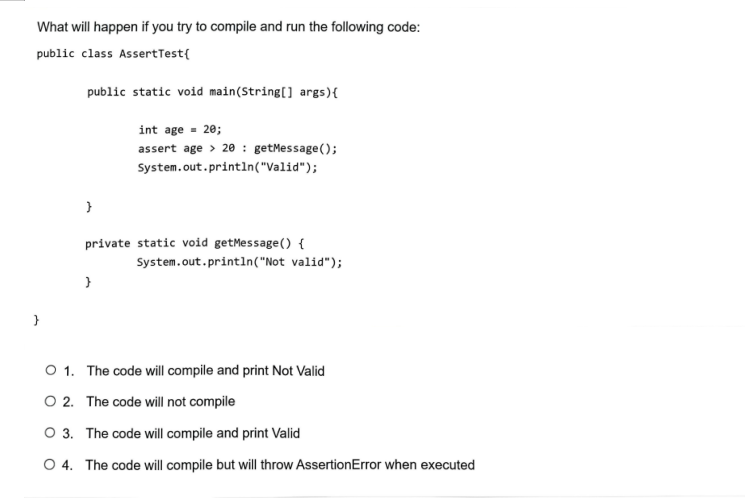 What will happen if you try to compile and run the following code:
public class AssertTest{
public static void main(String[] args){
int age = 20;
assert age > 20 : getMessage();
System.out.println("Valid");
}
private static void getMessage() {
System.out.println("Not valid");
}
}
1. The code will compile and print Not Valid
2. The code will not compile
3. The code will compile and print Valid
4. The code will compile but will throw AssertionError when executed